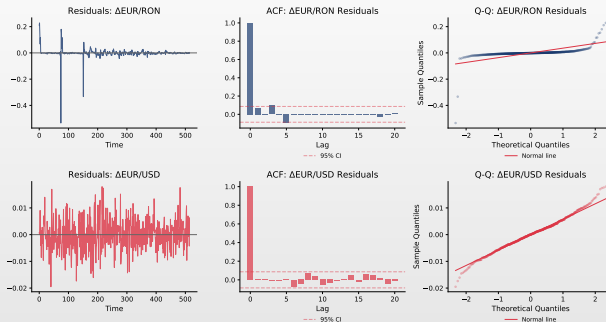 Residuals: ΔEUR/RON
0.2
0.0
−0.2
−0.4
0 100 200 300 400 500
Time
ACF: ΔEUR/RON Residuals
1.0
0.8
0.6
0.4
0.2
0.0
0 5 10 15 20
Lag
95% CI
Q-Q: ΔEUR/RON Residuals
Sample Quantiles
0.2
0.0
−0.2
−0.4
−2 −1 0 1 2
Theoretical Quantiles
Normal line
Residuals: ΔEUR/USD
0.01
0.00
−0.01
−0.02
0 100 200 300 400 500
Time
ACF: ΔEUR/USD Residuals
1.0
0.8
0.6
0.4
0.2
0.0
0 5 10 15 20
Lag
95% CI
Q-Q: ΔEUR/USD Residuals
Sample Quantiles
0.01
0.00
−0.01
−0.02
−2 −1 0 1 2
Theoretical Quantiles
Normal line